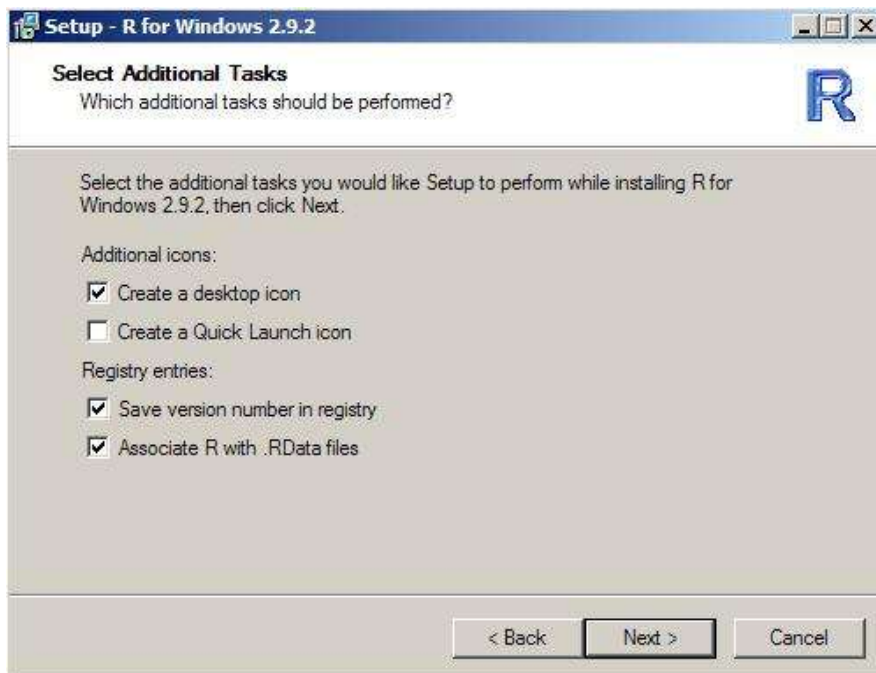 Setup - R for Windows 2.9.2
Select Additional Tasks
Which additional tasks should be performed?
R
Select the additional tasks you would like Setup to perform while installing R for
Windows 2.9.2, then click Next.
Additional icons:
Create a desktop icon
Create a Quick Launch icon
Registry entries:
Save version number in registry
Associate R with .RData files
< Back
Next >
Cancel